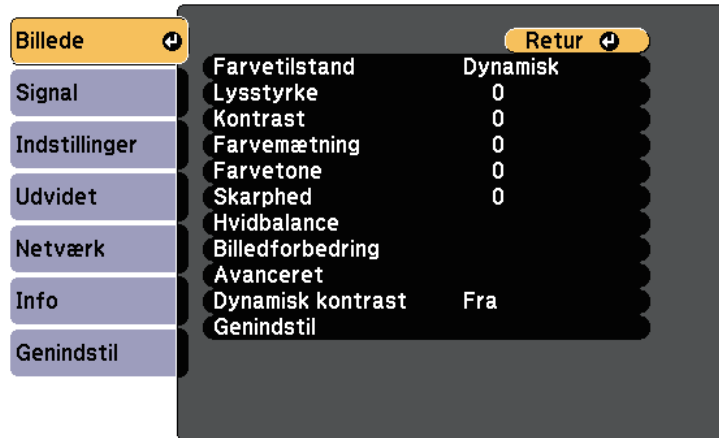 Billede
Signal
Indstillinger
Udvidet
Netværk
Info
Genindstil
Retur
Farvetilstand Dynamisk
Lysstyrke 0
Kontrast 0
Farvemætning 0
Farvetone 0
Skarphed 0
Hvidbalance
Billedforbedring
Avanceret
Dynamisk kontrast Fra
Genindstil